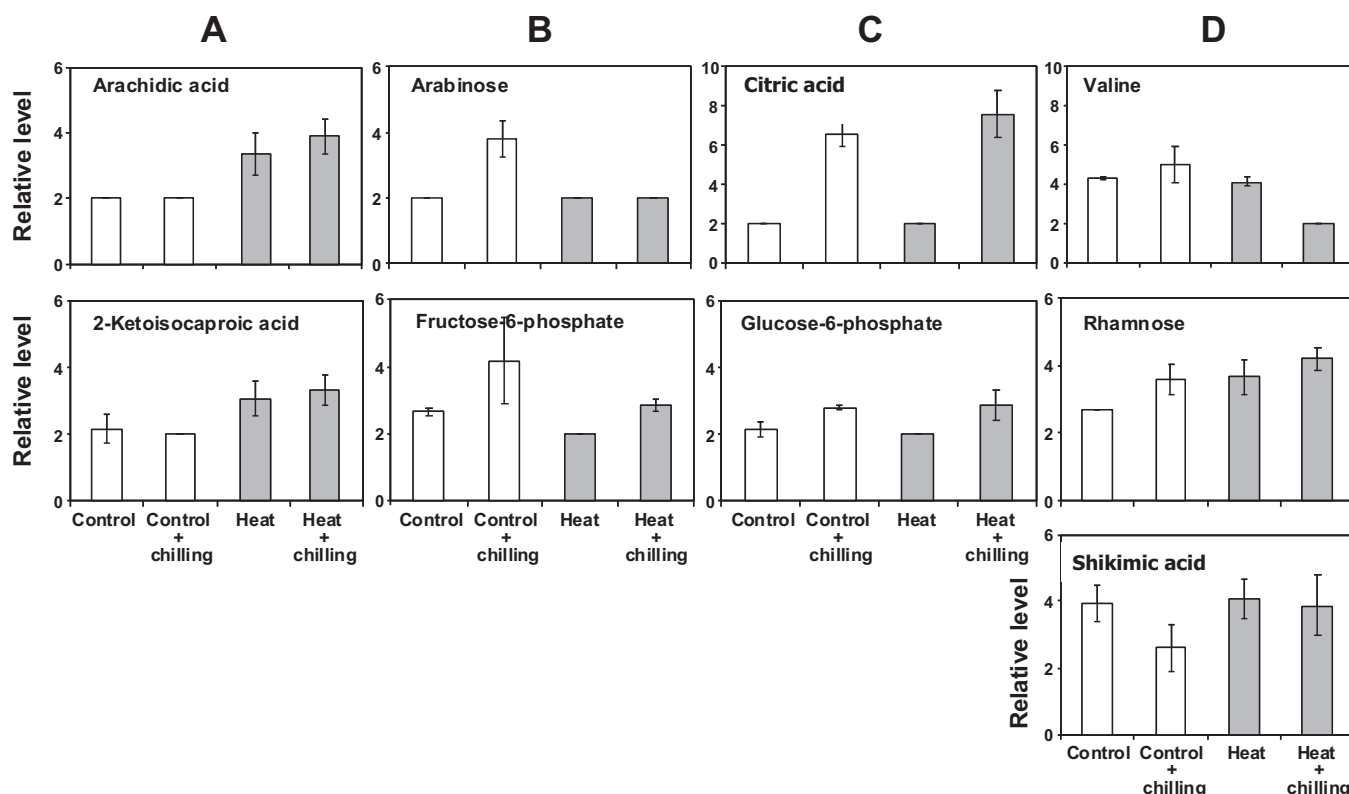 A
B
C
D
Relative level
6
4
2
0
Arachidic acid
6
4
2
0
Arabinose
10
8
6
4
2
0
Citric acid
10
8
6
4
2
0
Valine
Relative level
6
4
2
0
2-Ketoisocaproic acid
Control
Control
+
chilling
Heat
Heat
+
chilling
6
4
2
0
Fructose-6-phosphate
Control
Control
+
chilling
Heat
Heat
+
chilling
6
4
2
0
Glucose-6-phosphate
Control
Control
+
chilling
Heat
Heat
+
chilling
6
4
2
0
Rhamnose
Relative level
6
4
2
0
Shikimic acid
Control
Control
+
chilling
Heat
Heat
+
chilling